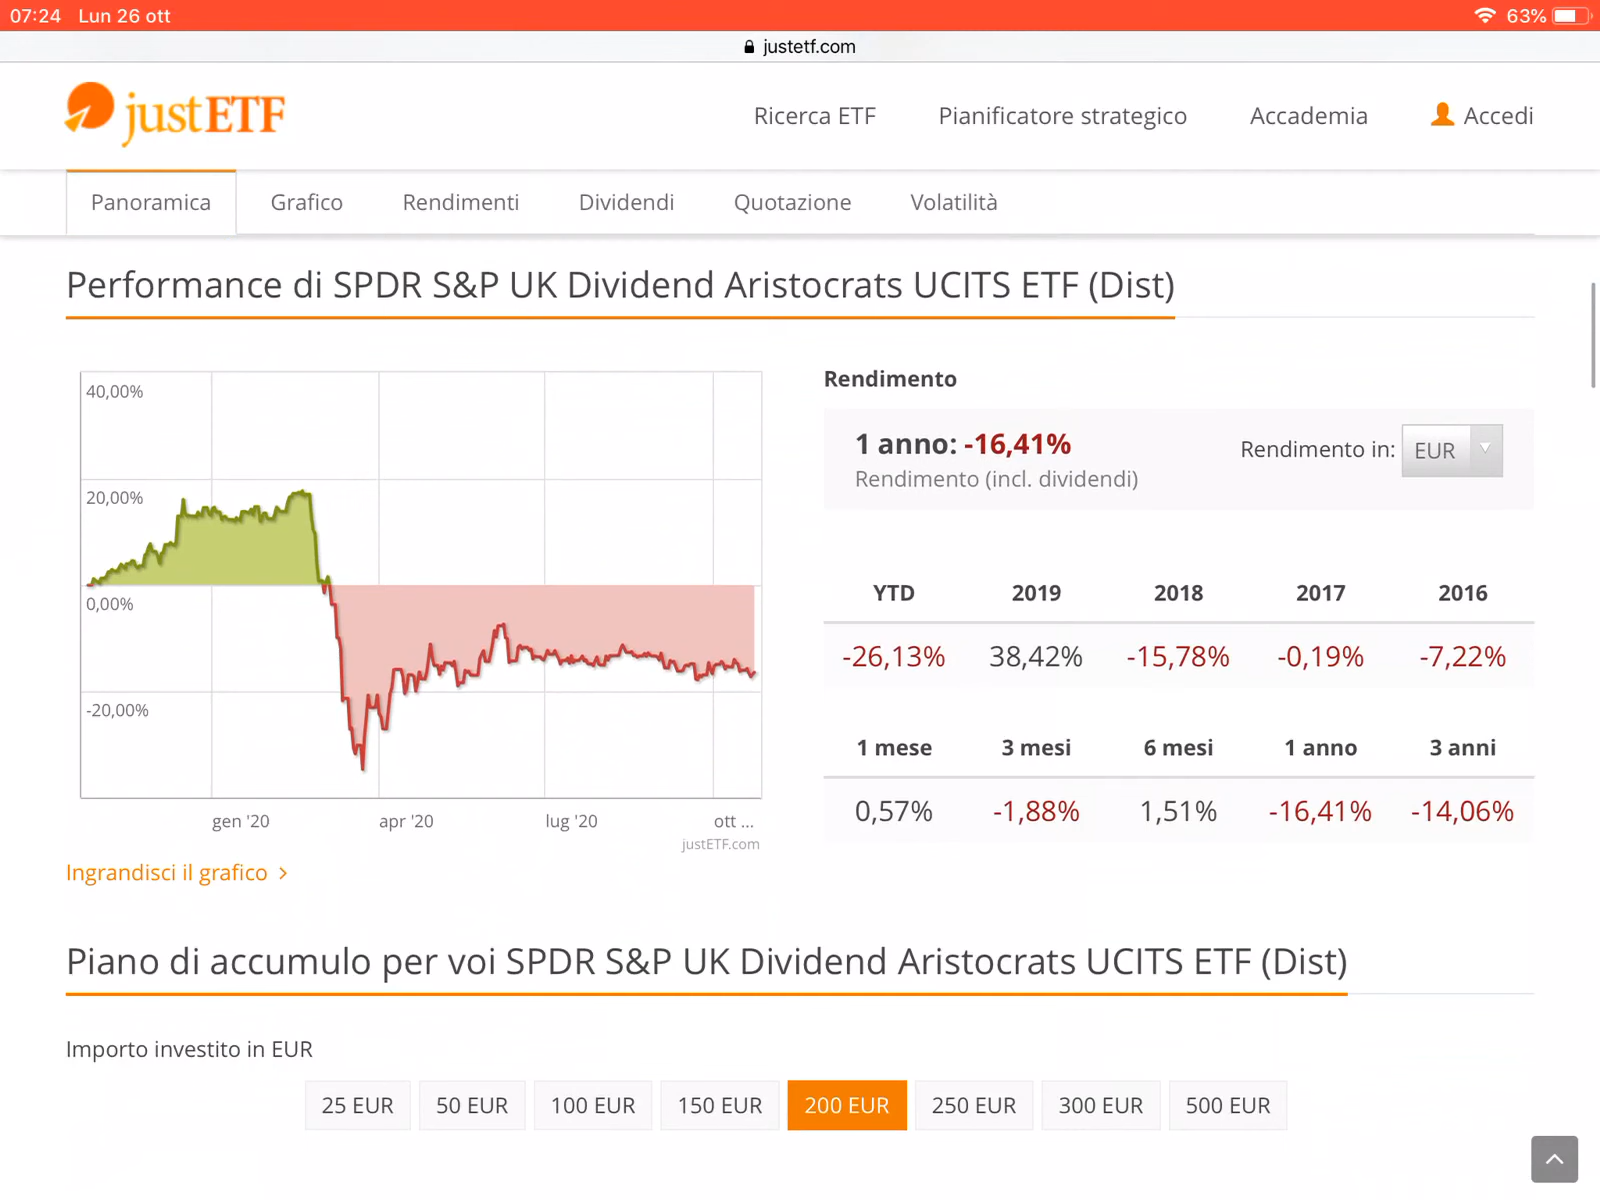 07:24 Lun 26 ott 63%
justetf.com
justETF
Ricerca ETF Pianificatore strategico Accademia Accedi
Panoramica Grafico Rendimenti Dividendi Quotazione Volatilità
Performance di SPDR S&P UK Dividend Aristocrats UCITS ETF (Dist)
40,00%
20,00%
0,00%
-20,00%
gen '20 apr '20 lug '20 ott ...
justETF.com
Ingrandisci il grafico >
Rendimento
1 anno: -16,41%
Rendimento (incl. dividendi)
Rendimento in: EUR
YTD 2019 2018 2017 2016
-26,13% 38,42% -15,78% -0,19% -7,22%
1 mese 3 mesi 6 mesi 1 anno 3 anni
0,57% -1,88% 1,51% -16,41% -14,06%
Piano di accumulo per voi SPDR S&P UK Dividend Aristocrats UCITS ETF (Dist)
Importo investito in EUR
25 EUR 50 EUR 100 EUR 150 EUR 200 EUR 250 EUR 300 EUR 500 EUR